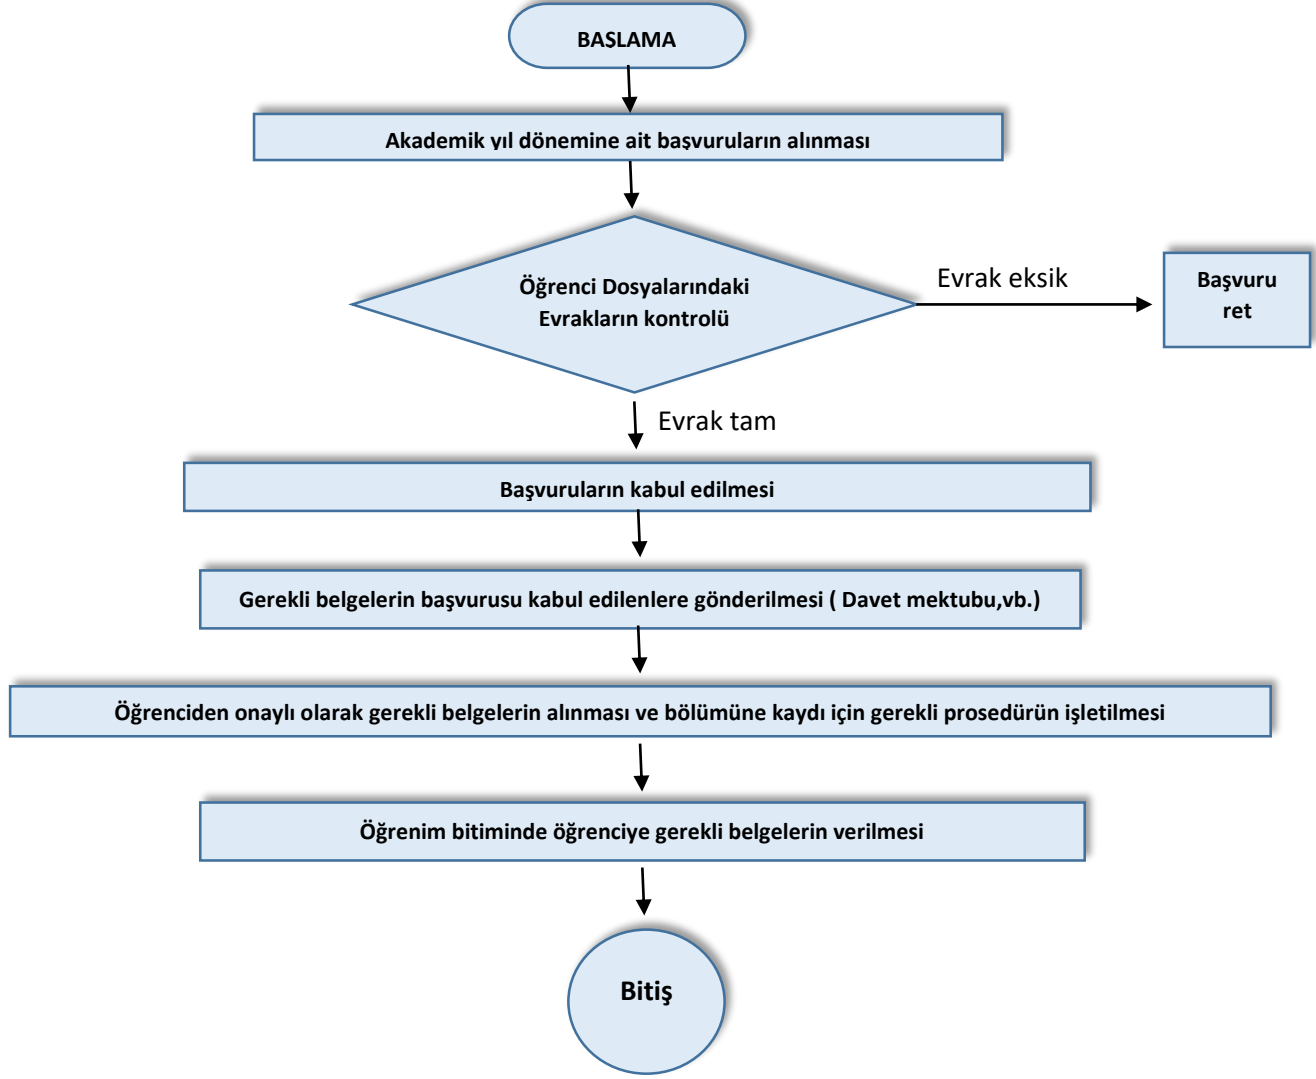 BASLAMA
Akademik yıl dönemine ait başvuruların alınması
Öğrenci Dosyalarındaki
Evrakların kontrolü
Evrak eksik
Başvuru
ret
Evrak tam
Başvuruların kabul edilmesi
Gerekli belgelerin başvurusu kabul edilenlere gönderilmesi ( Davet mektubu,vb.)
Öğrenciden onaylı olarak gerekli belgelerin alınması ve bölümüne kaydı için gerekli prosedürün işletilmesi
Öğrenim bitiminde öğrenciye gerekli belgelerin verilmesi
Bitiş